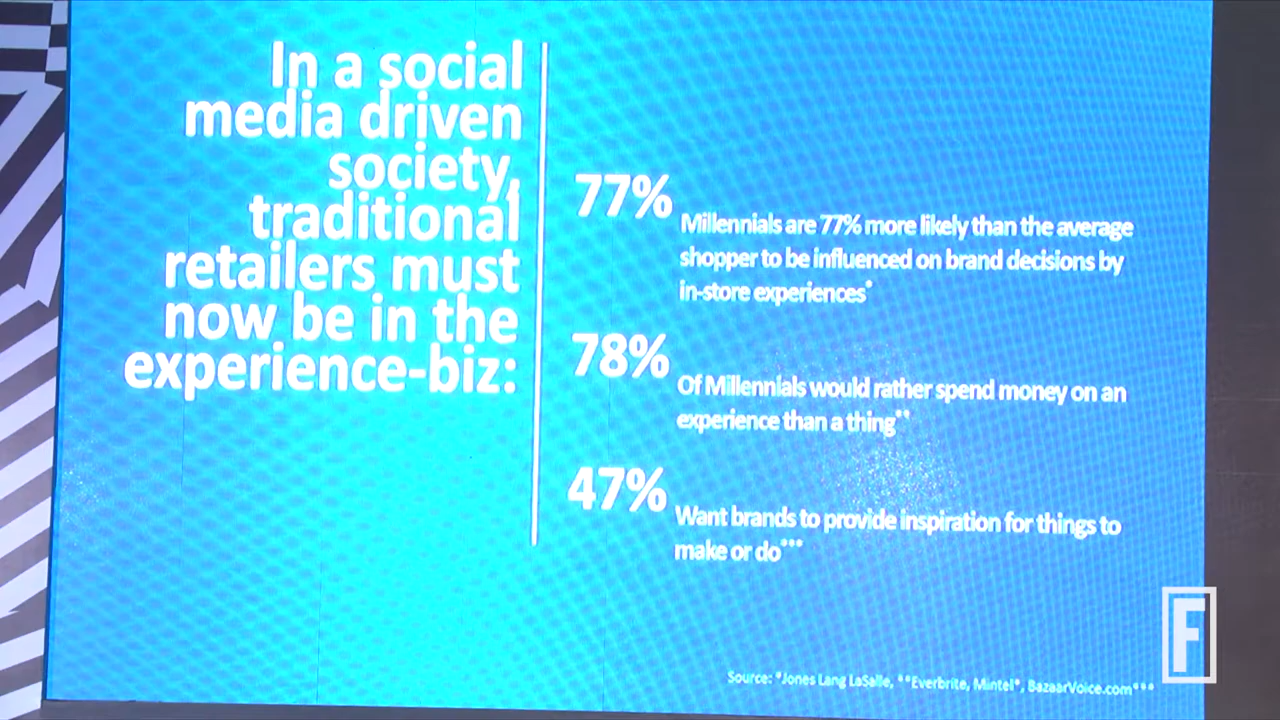 In a social
media driven
society,
traditional
retailers must
now be in the
experience-biz:
77%
Millennials are 77% more likely than the average
shopper to be influenced on brand decisions by
in-store experiences*
78%
Of Millennials would rather spend money on an
experience than a thing**
47%
Want brands to provide inspiration for things to
make or do***
Source: *Jones Lang LaSalle, **Everbrite, Mintel*, BazaarVoice.com***
F